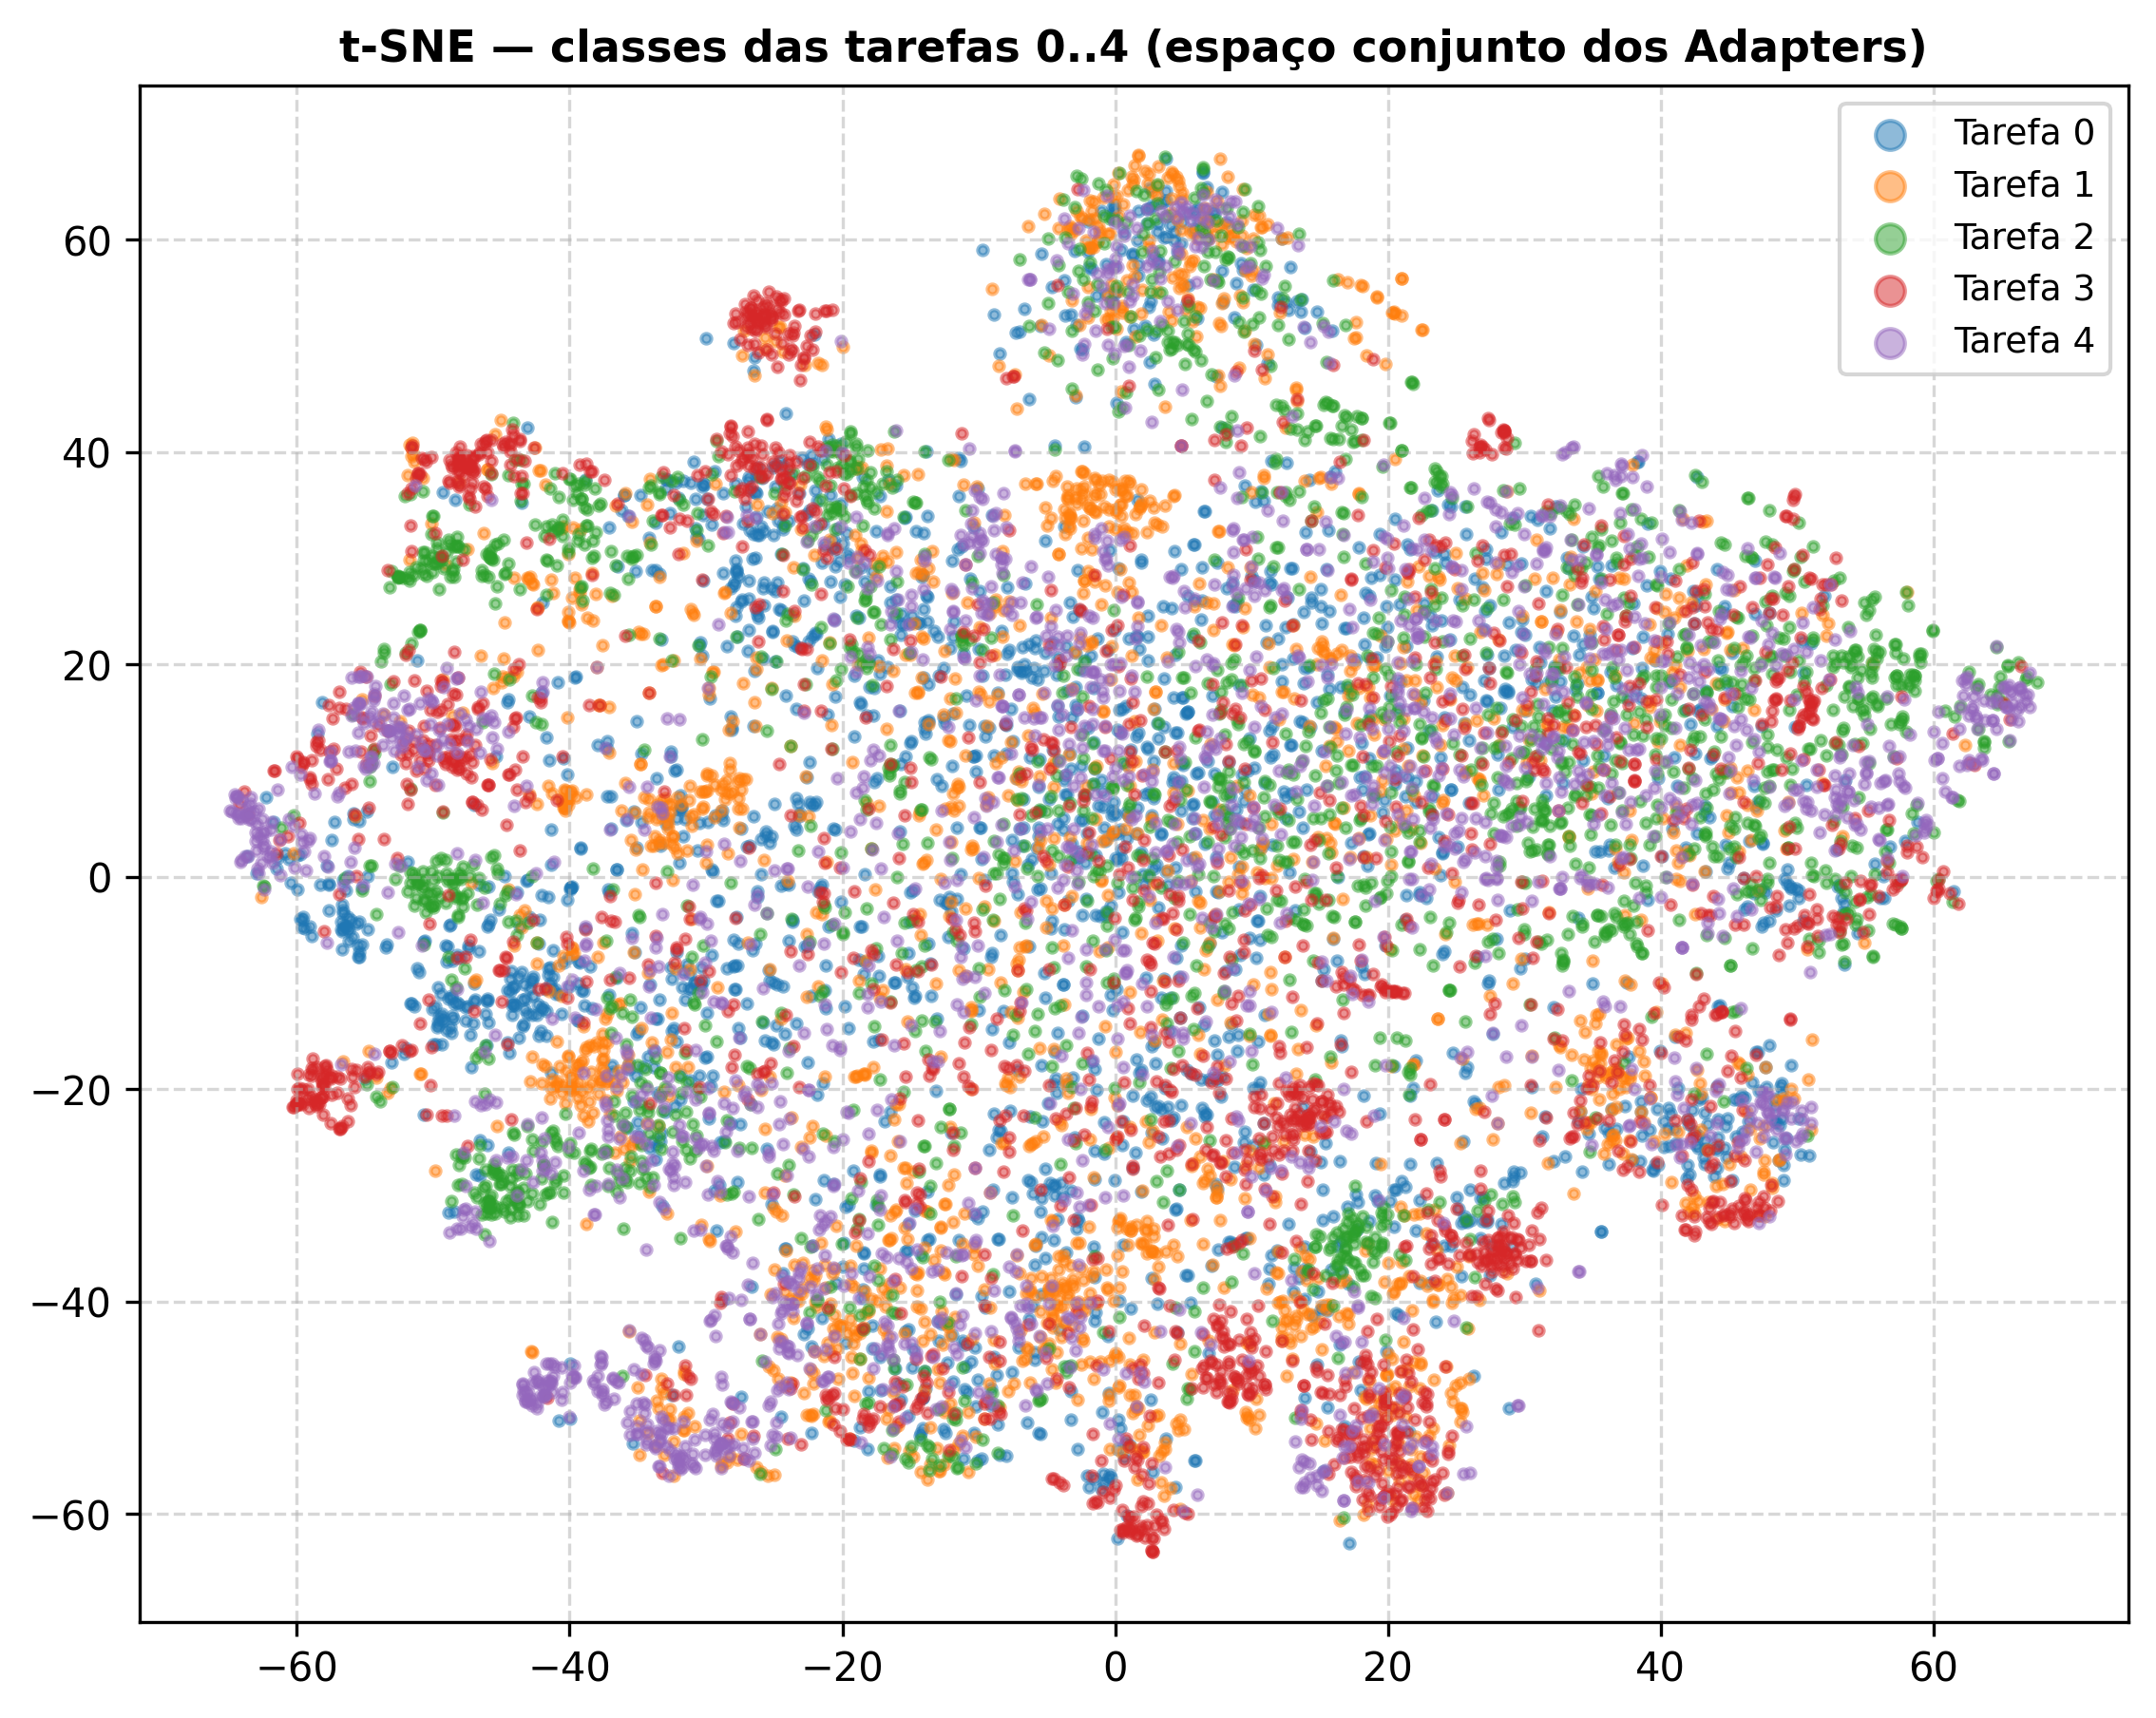 t-SNE — classes das tarefas 0..4 (espaço conjunto dos Adapters)
Tarefa 0
Tarefa 1
Tarefa 2
Tarefa 3
Tarefa 4
60
40
20
0
−20
−40
−60
−60 −40 −20 0 20 40 60